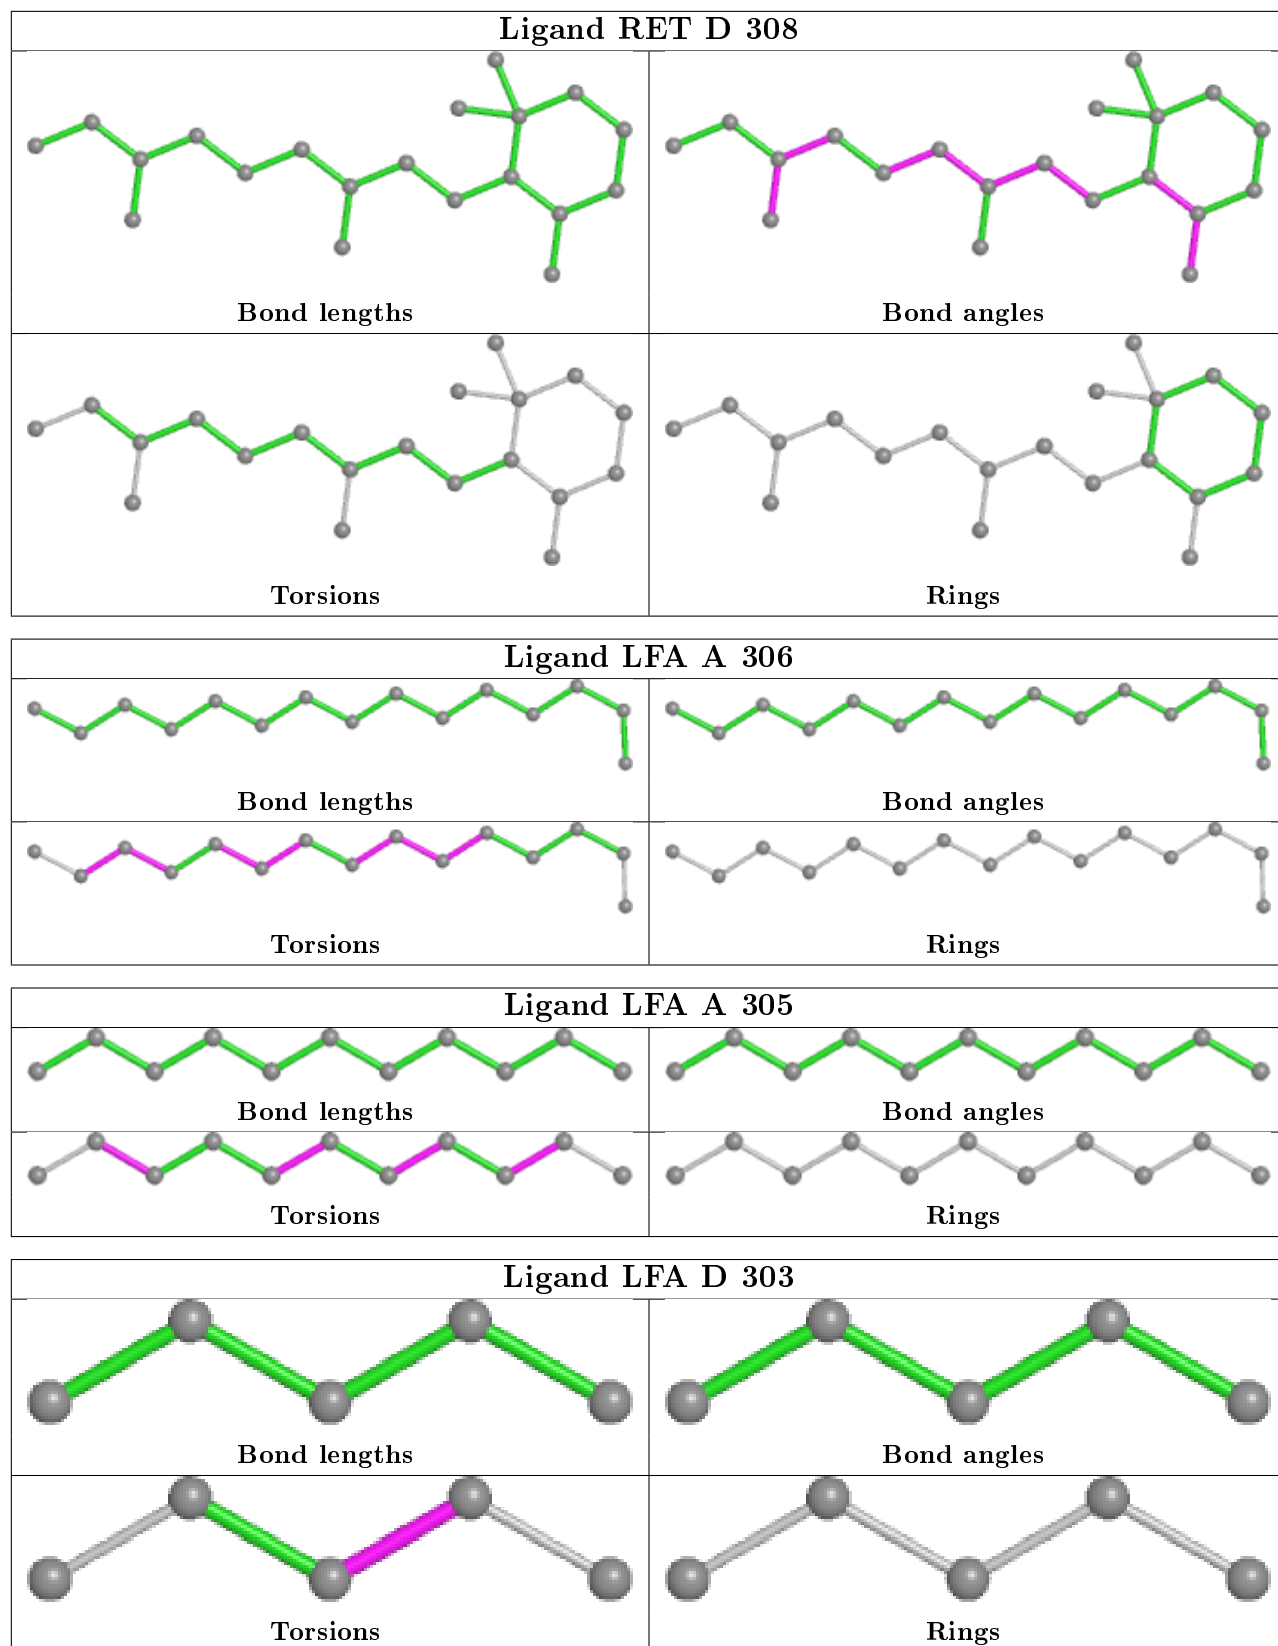 Ligand RET D 308
Bond lengths
Bond angles
Torsions
Rings
Ligand LFA A 306
Bond lengths
Bond angles
Torsions
Rings
Ligand LFA A 305
Bond lengths
Bond angles
Torsions
Rings
Ligand LFA D 303
Bond lengths
Bond angles
Torsions
Rings